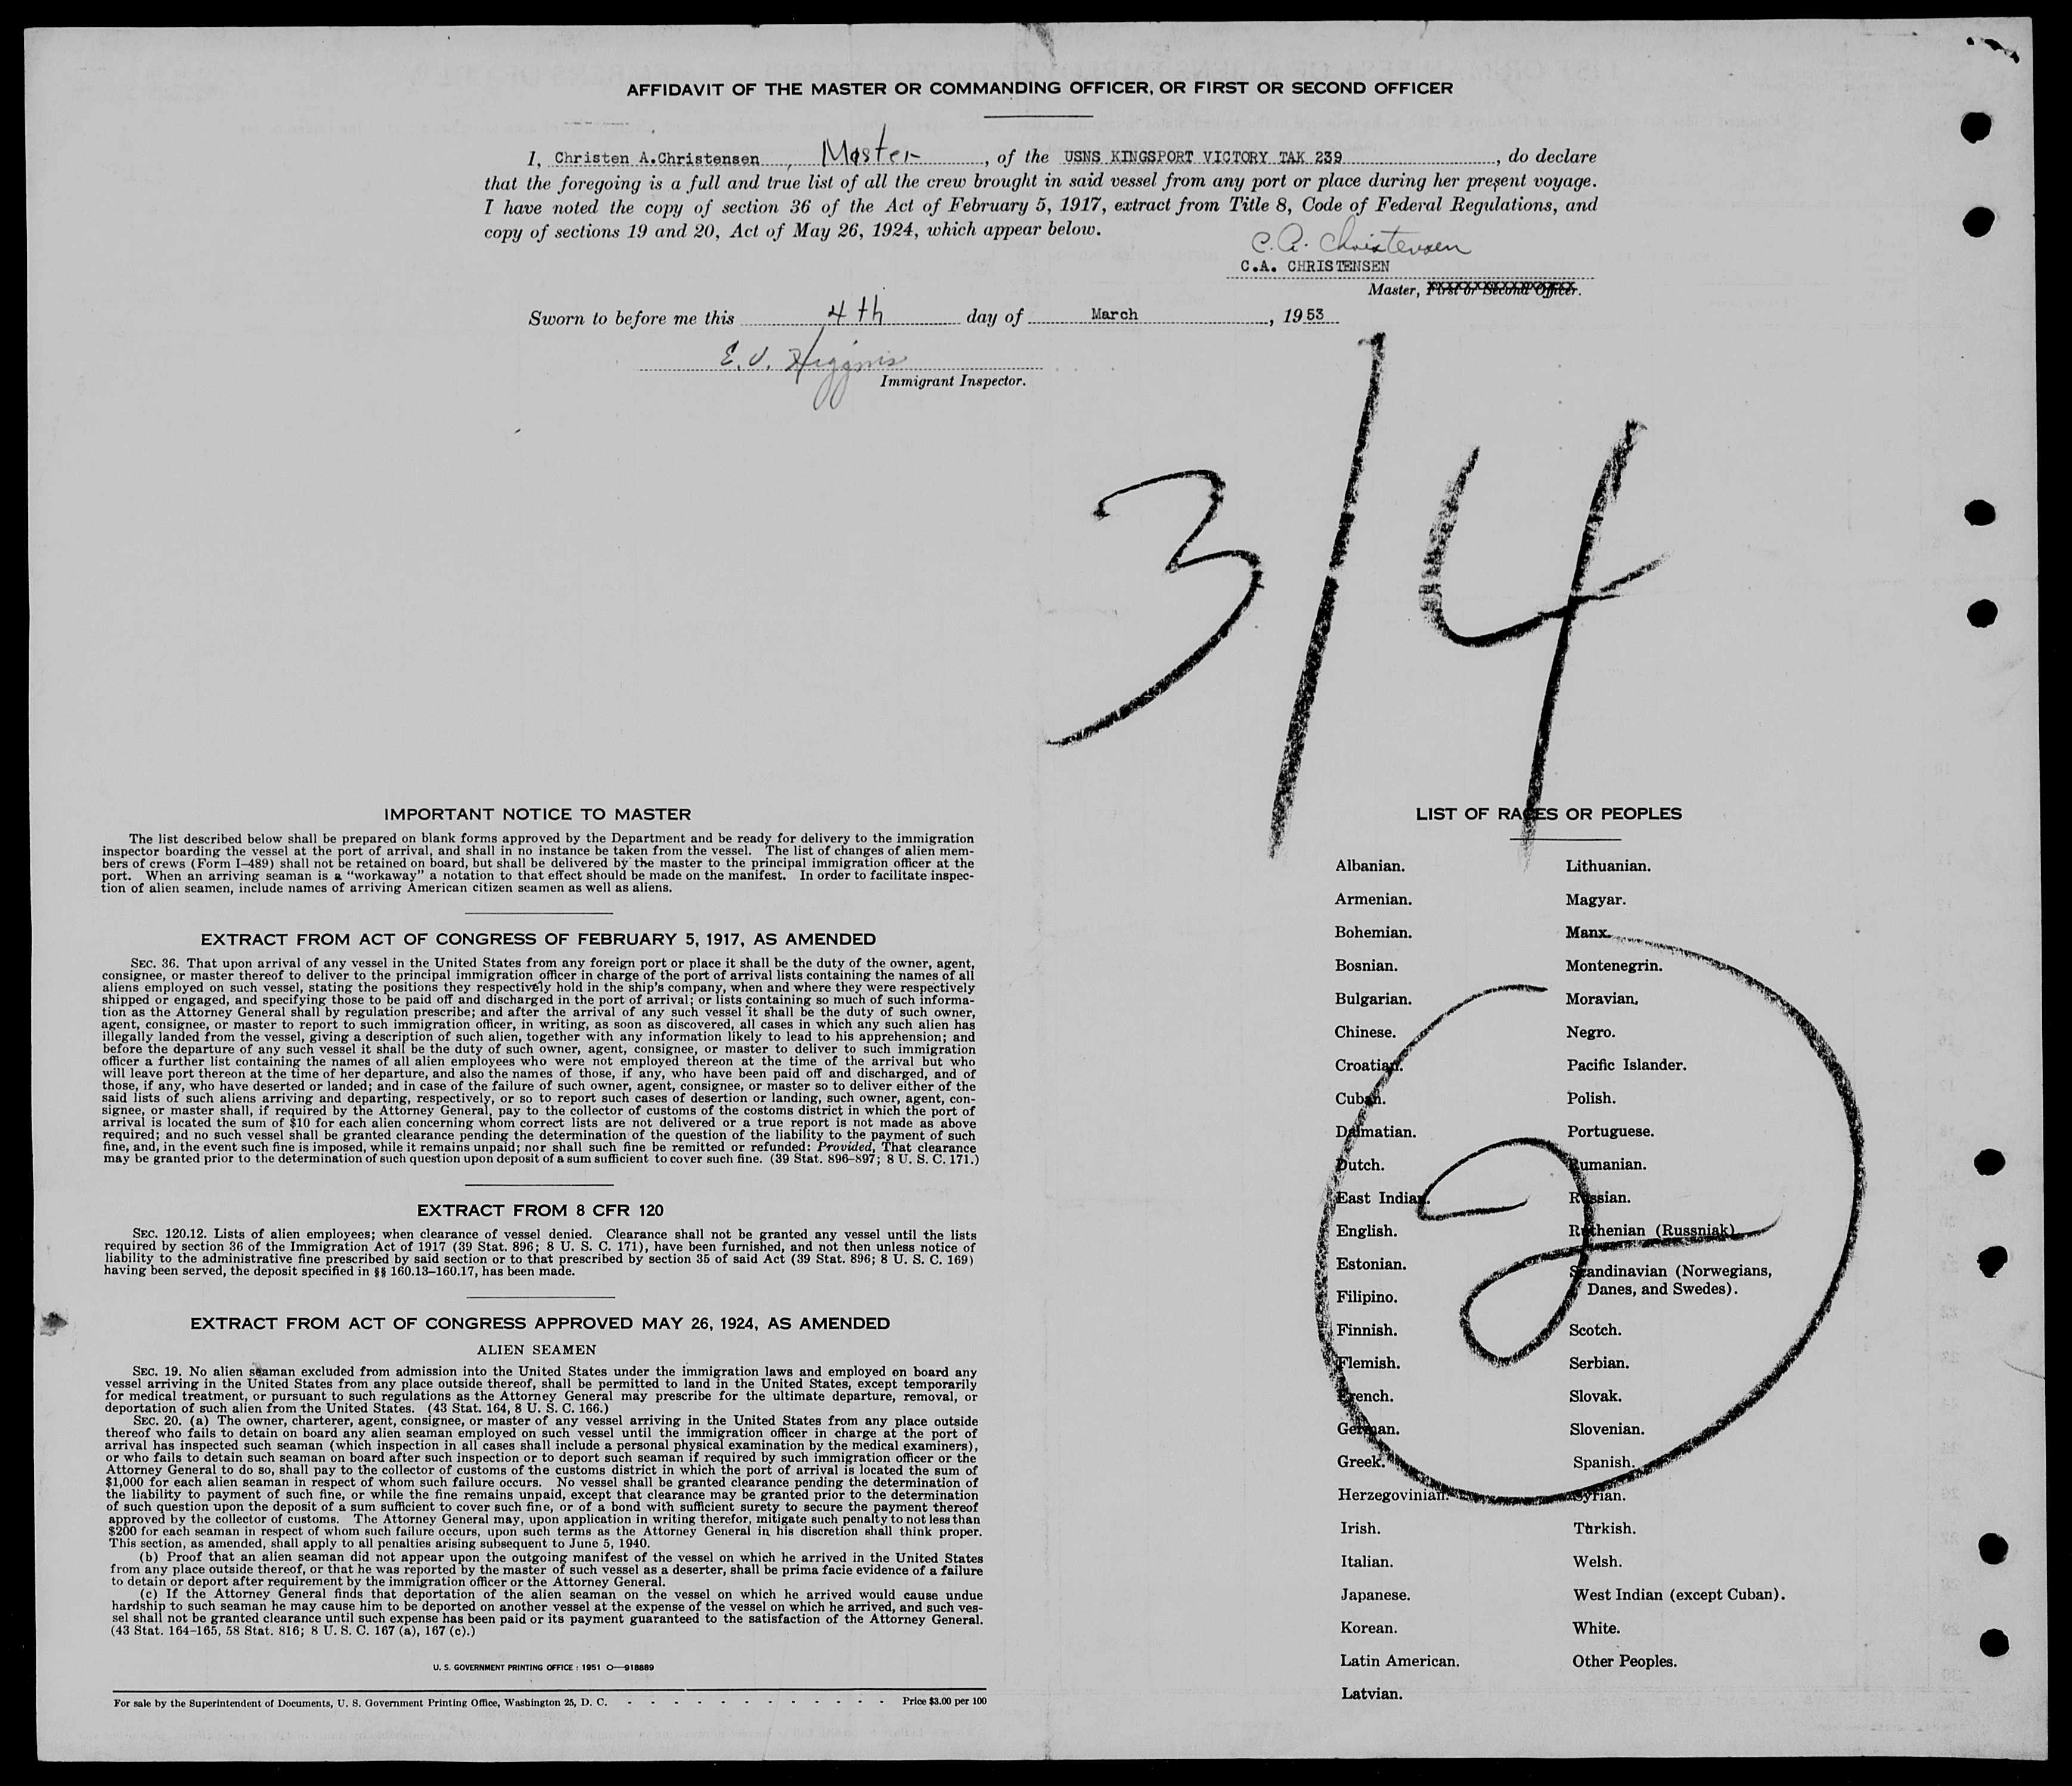 AFFIDAVIT OF THE MASTER OR COMMANDING OFFICER, OR FIRST OR SECOND OFFICER
I, Christen A.Christensen, Master, of the USNS KINGSPORT VICTORY TAK 239, do declare
that the foregoing is a full and true list of all the crew brought in said vessel from any port or place during her present voyage.
I have noted the copy of section 36 of the Act of February 5, 1917, extract from Title 8, Code of Federal Regulations, and
copy of sections 19 and 20, Act of May 26, 1924, which appear below.
C.A. Christensen
C.A. CHRISTENSEN
Master, First or Second Officer.
Sworn to before me this 4th day of March, 1953
E.V. Higgins
Immigrant Inspector.
3/4
IMPORTANT NOTICE TO MASTER
The list described below shall be prepared on blank forms approved by the Department and be ready for delivery to the immigration
inspector boarding the vessel at the port of arrival, and shall in no instance be taken from the vessel. The list of changes of alien mem-
bers of crews (Form I-489) shall not be retained on board, but shall be delivered by the master to the principal immigration officer at the
port. When an arriving seaman is a "workaway" a notation to that effect should be made on the manifest. In order to facilitate inspec-
tion of alien seamen, include names of arriving American citizen seamen as well as aliens.
EXTRACT FROM ACT OF CONGRESS OF FEBRUARY 5, 1917, AS AMENDED
SEC. 36. That upon arrival of any vessel in the United States from any foreign port or place it shall be the duty of the owner, agent,
consignee, or master thereof to deliver to the principal immigration officer in charge of the port of arrival lists containing the names of all
aliens employed on such vessel, stating the positions they respectively hold in the ship's company, when and where they were respectively
shipped or engaged, and specifying those to be paid off and discharged in the port of arrival; or lists containing so much of such informa-
tion as the Attorney General shall by regulation prescribe; and after the arrival of any such vessel it shall be the duty of such owner,
agent, consignee, or master to report to such immigration officer, in writing, as soon as discovered, all cases in which any such alien has
illegally landed from the vessel, giving a description of such alien, together with any information likely to lead to his apprehension; and
before the departure of any such vessel it shall be the duty of such owner, agent, consignee, or master to deliver to such immigration
officer a further list containing the names of all alien employees who were not employed thereon at the time of the arrival but who
will leave port thereon at the time of her departure, and also the names of those, if any, who have been paid off and discharged, and of
those, if any, who have deserted or landed; and in case of the failure of such owner, agent, consignee, or master so to deliver either of the
said lists of such aliens arriving and departing, respectively, or so to report such cases of desertion or landing, such owner, agent, con-
signee, or master shall, if required by the Attorney General, pay to the collector of customs of the costoms district in which the port of
arrival is located the sum of $10 for each alien concerning whom correct lists are not delivered or a true report is not made as above
required; and no such vessel shall be granted clearance pending the determination of the question of the liability to the payment of such
fine, and, in the event such fine is imposed, while it remains unpaid; nor shall such fine be remitted or refunded: Provided, That clearance
may be granted prior to the determination of such question upon deposit of a sum sufficient to cover such fine. (39 Stat. 896-897; 8 U. S. C. 171.)
EXTRACT FROM 8 CFR 120
SEC. 120.12. Lists of alien employees; when clearance of vessel denied. Clearance shall not be granted any vessel until the lists
required by section 36 of the Immigration Act of 1917 (39 Stat. 896; 8 U. S. C. 171), have been furnished, and not then unless notice of
liability to the administrative fine prescribed by said section or to that prescribed by section 35 of said Act (39 Stat. 896; 8 U. S. C. 169)
having been served, the deposit specified in §§ 160.13-160.17, has been made.
EXTRACT FROM ACT OF CONGRESS APPROVED MAY 26, 1924, AS AMENDED
ALIEN SEAMEN
SEC. 19. No alien seaman excluded from admission into the United States under the immigration laws and employed on board any
vessel arriving in the United States from any place outside thereof, shall be permitted to land in the United States, except temporarily
for medical treatment, or pursuant to such regulations as the Attorney General may prescribe for the ultimate departure, removal, or
deportation of such alien from the United States. (43 Stat. 164, 8 U. S. C. 166.)
SEC. 20. (a) The owner, charterer, agent, consignee, or master of any vessel arriving in the United States from any place outside
thereof who fails to detain on board any alien seaman employed on such vessel until the immigration officer in charge at the port of
arrival has inspected such seaman (which inspection in all cases shall include a personal physical examination by the medical examiners),
or who fails to detain such seaman on board after such inspection or to deport such seaman if required by such immigration officer or the
Attorney General to do so, shall pay to the collector of customs of the customs district in which the port of arrival is located the sum of
$1,000 for each alien seaman in respect of whom such failure occurs. No vessel shall be granted clearance pending the determination of
the liability to payment of such fine, or while the fine remains unpaid, except that clearance may be granted prior to the determination
of such question upon the deposit of a sum sufficient to cover such fine, or of a bond with sufficient surety to secure the payment thereof
approved by the collector of customs. The Attorney General may, upon application in writing therefor, mitigate such penalty to not less than
$200 for each seaman in respect of whom such failure occurs, upon such terms as the Attorney General in his discretion shall think proper.
This section, as amended, shall apply to all penalties arising subsequent to June 5, 1940.
(b) Proof that an alien seaman did not appear upon the outgoing manifest of the vessel on which he arrived in the United States
from any place outside thereof, or that he was reported by the master of such vessel as a deserter, shall be prima facie evidence of a failure
to detain or deport after requirement by the immigration officer or the Attorney General.
(c) If the Attorney General finds that deportation of the alien seaman on the vessel on which he arrived would cause undue
hardship to such seaman he may cause him to be deported on another vessel at the expense of the vessel on which he arrived, and such ves-
sel shall not be granted clearance until such expense has been paid or its payment guaranteed to the satisfaction of the Attorney General.
(43 Stat. 164-165, 58 Stat. 816; 8 U. S. C. 167 (a), 167 (c).)
U. S. GOVERNMENT PRINTING OFFICE : 1951 O—918889
For sale by the Superintendent of Documents, U. S. Government Printing Office, Washington 25, D. C. - - - - - - - - - - - - Price $3.00 per 100
LIST OF RACES OR PEOPLES
Albanian.
Armenian.
Bohemian.
Bosnian.
Bulgarian.
Chinese.
Croatian.
Cuban.
Dalmatian.
Dutch.
East Indian.
English.
Estonian.
Filipino.
Finnish.
Flemish.
French.
German.
Greek.
Herzegovinian.
Irish.
Italian.
Japanese.
Korean.
Latin American.
Latvian.
Lithuanian.
Magyar.
Manx.
Montenegrin.
Moravian.
Negro.
Pacific Islander.
Polish.
Portuguese.
Rumanian.
Russian.
Ruthenian (Russniak).
Scandinavian (Norwegians,
Danes, and Swedes).
Scotch.
Serbian.
Slovak.
Slovenian.
Spanish.
Syrian.
Turkish.
Welsh.
West Indian (except Cuban).
White.
Other Peoples.
2